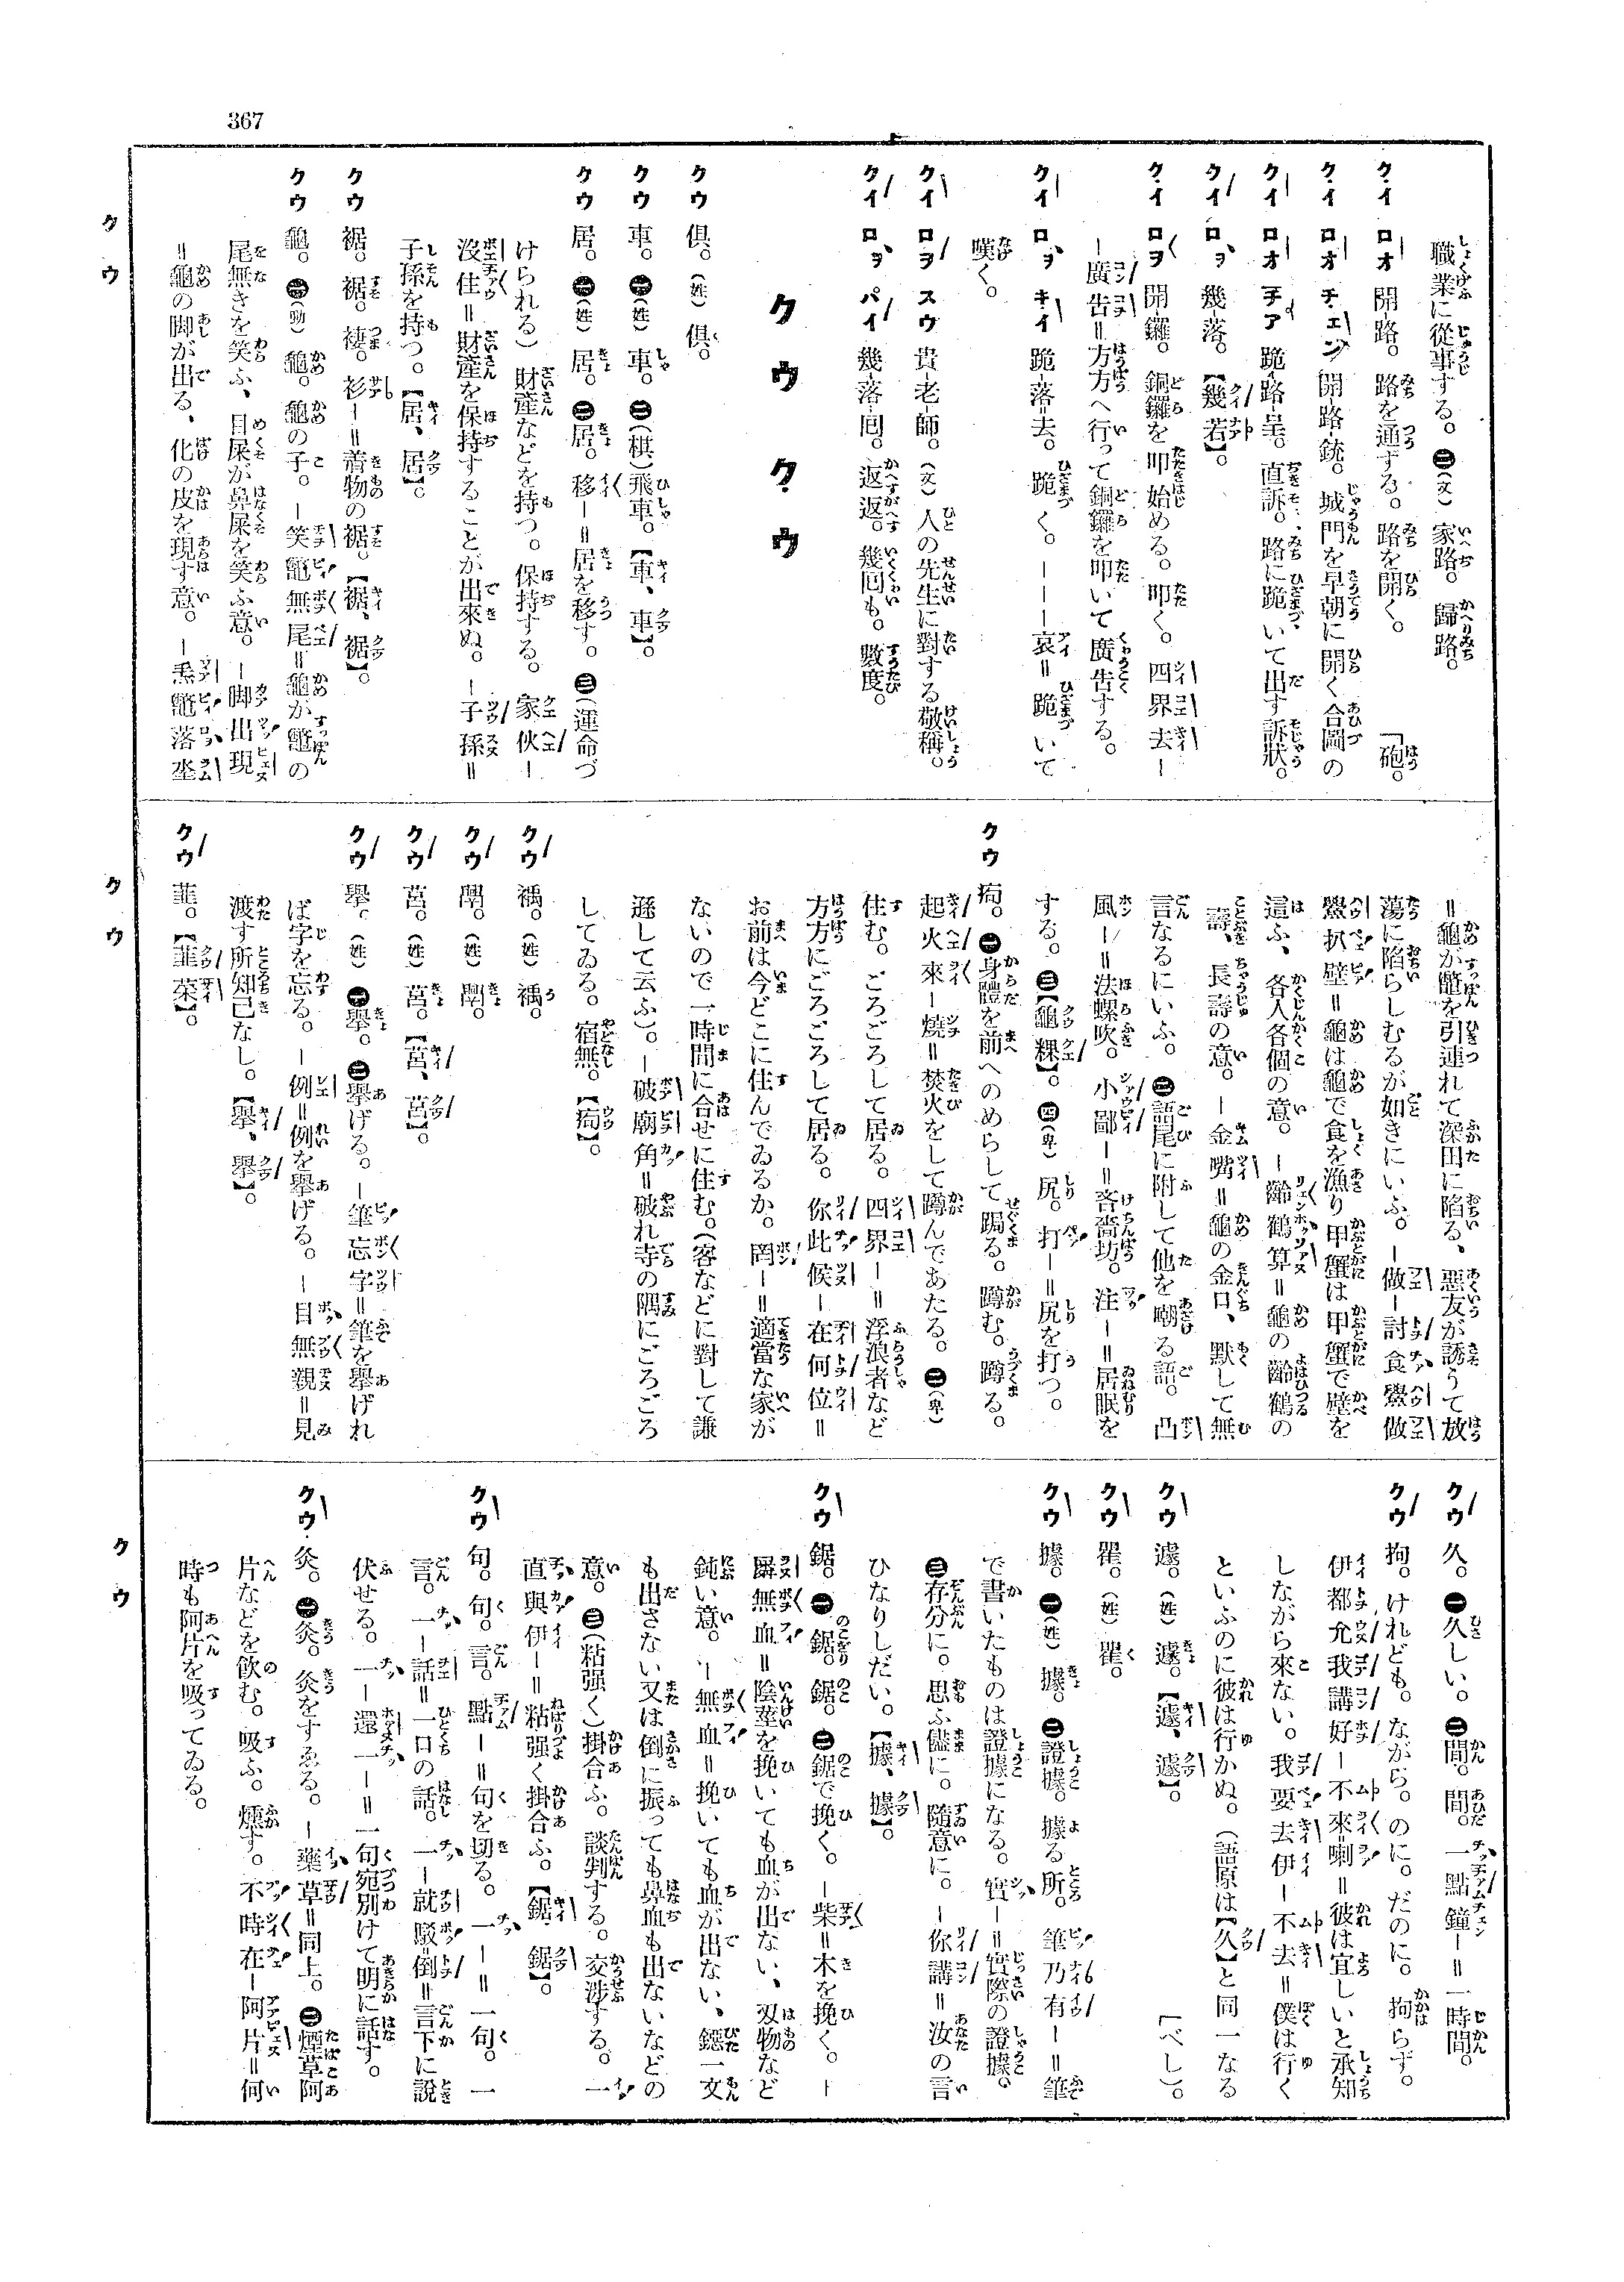 367
職業に從事する。㊁(文)家路。歸路。
クイロオ 開路。路を通ずる。路を開く。「砲。
クイロオチェン 開-路-銃。城門を早朝に開く合圖の
クイロオチァ 跪-路-呈。直訴。路に跪いて出す訴狀。
クイロヲ 幾-落。【幾若】。
クイロヲ 開-鑼。銅鑼を叩始める。叩く。四界去―
―廣告=方方へ行って銅鑼を叩いて廣告する。
クイロヲキイ 跪-落-去。跪く。―――哀=跪いて
嘆く。
クイロヲスウ 貴-老-師。(文)人の先生に對する敬稱。
クイロヲパイ 幾-落-囘。返返。幾囘も。數度。
クウ クウ
クウ 倶。(姓)倶。
クウ 車。㊀(姓)車。㊁(棋)飛車。【車、車】。
クウ 居。㊀(姓)居。㊁居。移―=居を移す。㊂(運命づ
けられる)財產などを持つ。保持する。家伙―
沒住=財產を保持することが出來ぬ。―子孫=
子孫を持つ。【居、居】。
クウ 裾。裾。褄。衫―=着物の裾。【裾、裾】。
クウ 龜。㊀(動)龜。龜の子。―笑鼈無尾=龜が鼈の
尾無きを笑ふ、目屎が鼻屎を笑ふ意。―脚出現
=龜の脚が出る、化の皮を現す意。―𤆬鼈落坔
=龜が鼈を引連れて深田に陷る、惡友が誘うて放
蕩に陷らしむるが如きにいふ。―做―討食鱟做
鱟扒壁=龜は龜で食を漁り甲蟹は甲蟹で壁を
這ふ、各人各個の意。―齡鶴算=龜の齡鶴の
壽、長壽の意。―金嘴=龜の金口、默して無
言なるにいふ。㊁語尾に附して他を嘲る語。凸
風―=法螺吹。小鄙―=吝嗇坊。注―=居眠を
する。㊂【龜粿】。㊃(卑)尻。打―=尻を打つ。
クウ 痀。㊀身體を前へのめらして跼る。蹲む。蹲る。
起火來―燒=焚火をして蹲んであたる。㊁(卑)
住む。ごろごろして居る。四界―=浮浪者など
方方にごろごろして居る。你此候―在何位=
お前は今どこに住んでゐるか。罔―=適當な家が
ないので一時間に合せに住む。(客などに對して謙
遜して云ふ)。―破廟角=破れ寺の隅にごろごろ
してゐる。宿無。【痀】。
クウ 禑。(姓)禑。
クウ 𨷲。(姓)𨷲。
クウ 莒。(姓)莒。【莒、莒】。
クウ 擧。(姓)㊀擧。㊁擧げる。―筆忘字=筆を擧げれ
ば字を忘る。―例=例を擧げる。―目無親=見
渡す所知己なし。【擧、擧】。
クウ 韮。【韮菜】。
クウ 久。㊀久しい。㊁間。間。一點鐘―=一時間。
クウ 拘。けれども。ながら。のに。だのに。拘らず。
伊都允我講好―不來喇=彼は宜しいと承知
しながら來ない。我要去伊―不去=僕は行く
といふのに彼は行かぬ。(語原は【久】と同一なる
「べし)。
クウ 遽。(姓)遽。【遽、遽】。
クウ 瞿。(姓)瞿。
クウ 據。㊀(姓)據。㊁證據。據る所。筆乃有―=筆
で書いたものは證據になる。實―=實際の證據。
㊂存分に。思ふ儘に。隨意に。―你講=汝の言
ひなりしだい。【據、據】。
クウ 鋸。㊀鋸。鋸。㊁鋸で挽く。―柴=木を挽く。―
𡳞無血=陰莖を挽いても血が出ない、刄物など
鈍い意。―無血=挽いても血が出ない、鐚一文
も出さない又は倒に振っても鼻血も出ないなどの
意。㊂(粘强く)掛合ふ。談判する。交涉する。一
直與伊―=粘强く掛合ふ。【鋸、鋸】。
クウ 句。句。言。點―=句を切る。一―=一句。一
言。一―話=一口の話。一―就駁倒=言下に說
伏せる。一―還一―=一句宛別けて明に話す。
クウ 灸。㊀灸。灸をすゑる。―藥草=同上。㊁煙草阿
片などを飮む。吸ふ。燻す。不時在―阿片=何
時も阿片を吸ってゐる。
クウ
クウ
クウ